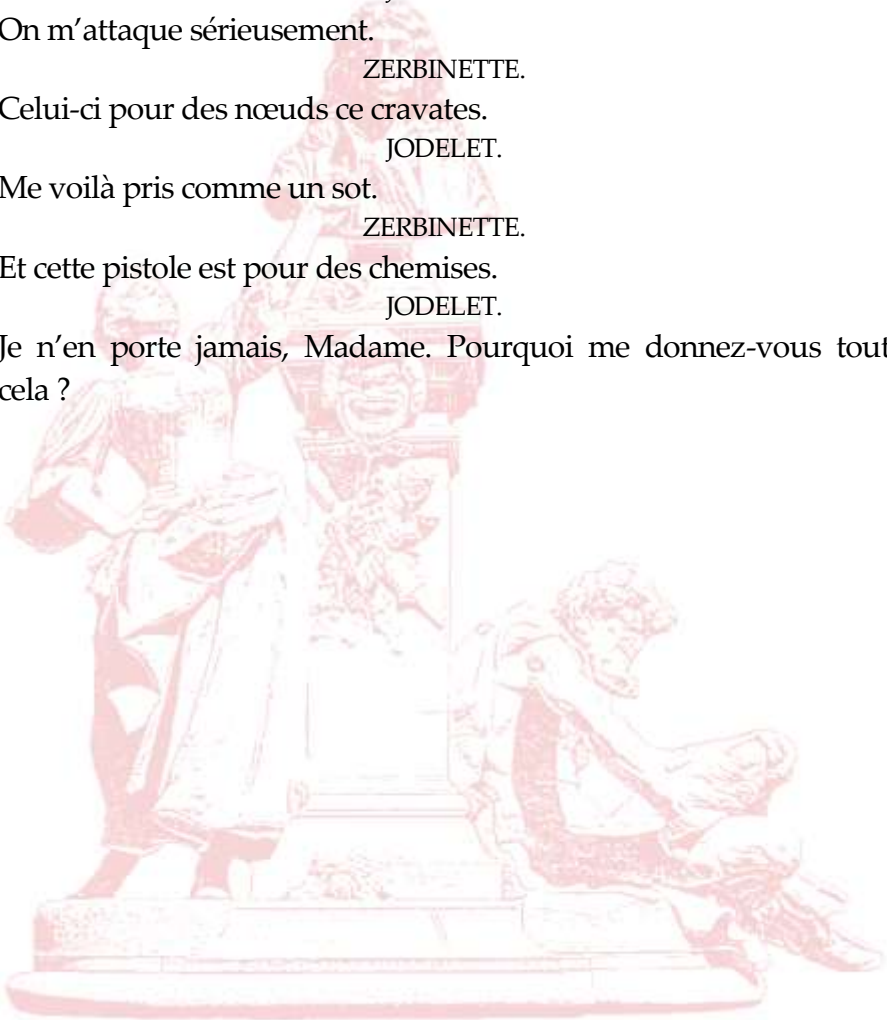 On m’attaque sérieusement.
ZERBINETTE.
Celui-ci pour des nœuds ce cravates.
JODELET.
Me voilà pris comme un sot.
ZERBINETTE.
Et cette pistole est pour des chemises.
JODELET.
Je n’en porte jamais, Madame. Pourquoi me donnez-vous tout
cela ?